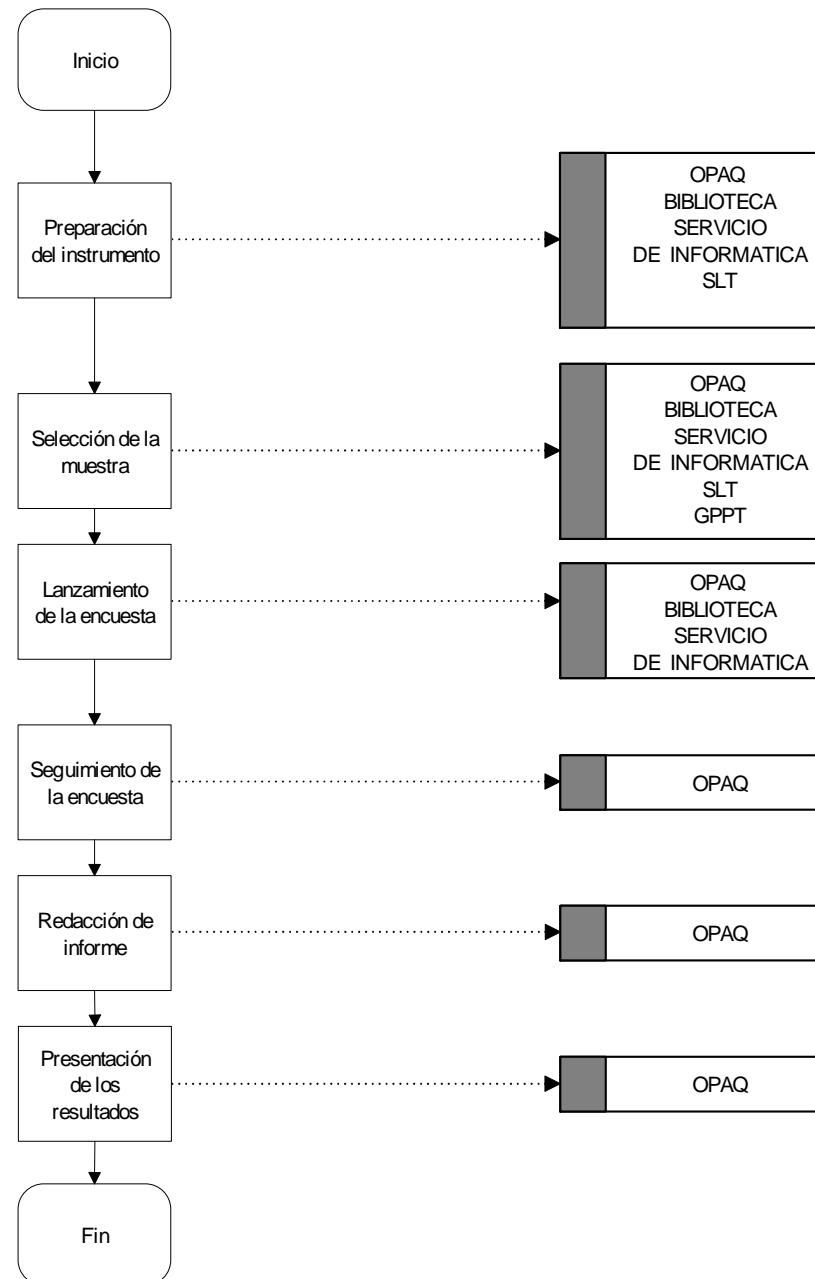 Inicio
Preparación
del instrumento
OPAQ
BIBLIOTECA
SERVICIO
DE INFORMATICA
SLT
Selección de la
muestra
OPAQ
BIBLIOTECA
SERVICIO
DE INFORMATICA
SLT
GPPT
Lanzamiento
de la encuesta
OPAQ
BIBLIOTECA
SERVICIO
DE INFORMATICA
Seguimiento de
la encuesta
OPAQ
Redacción de
informe
OPAQ
Presentación
de los
resultados
OPAQ
Fin